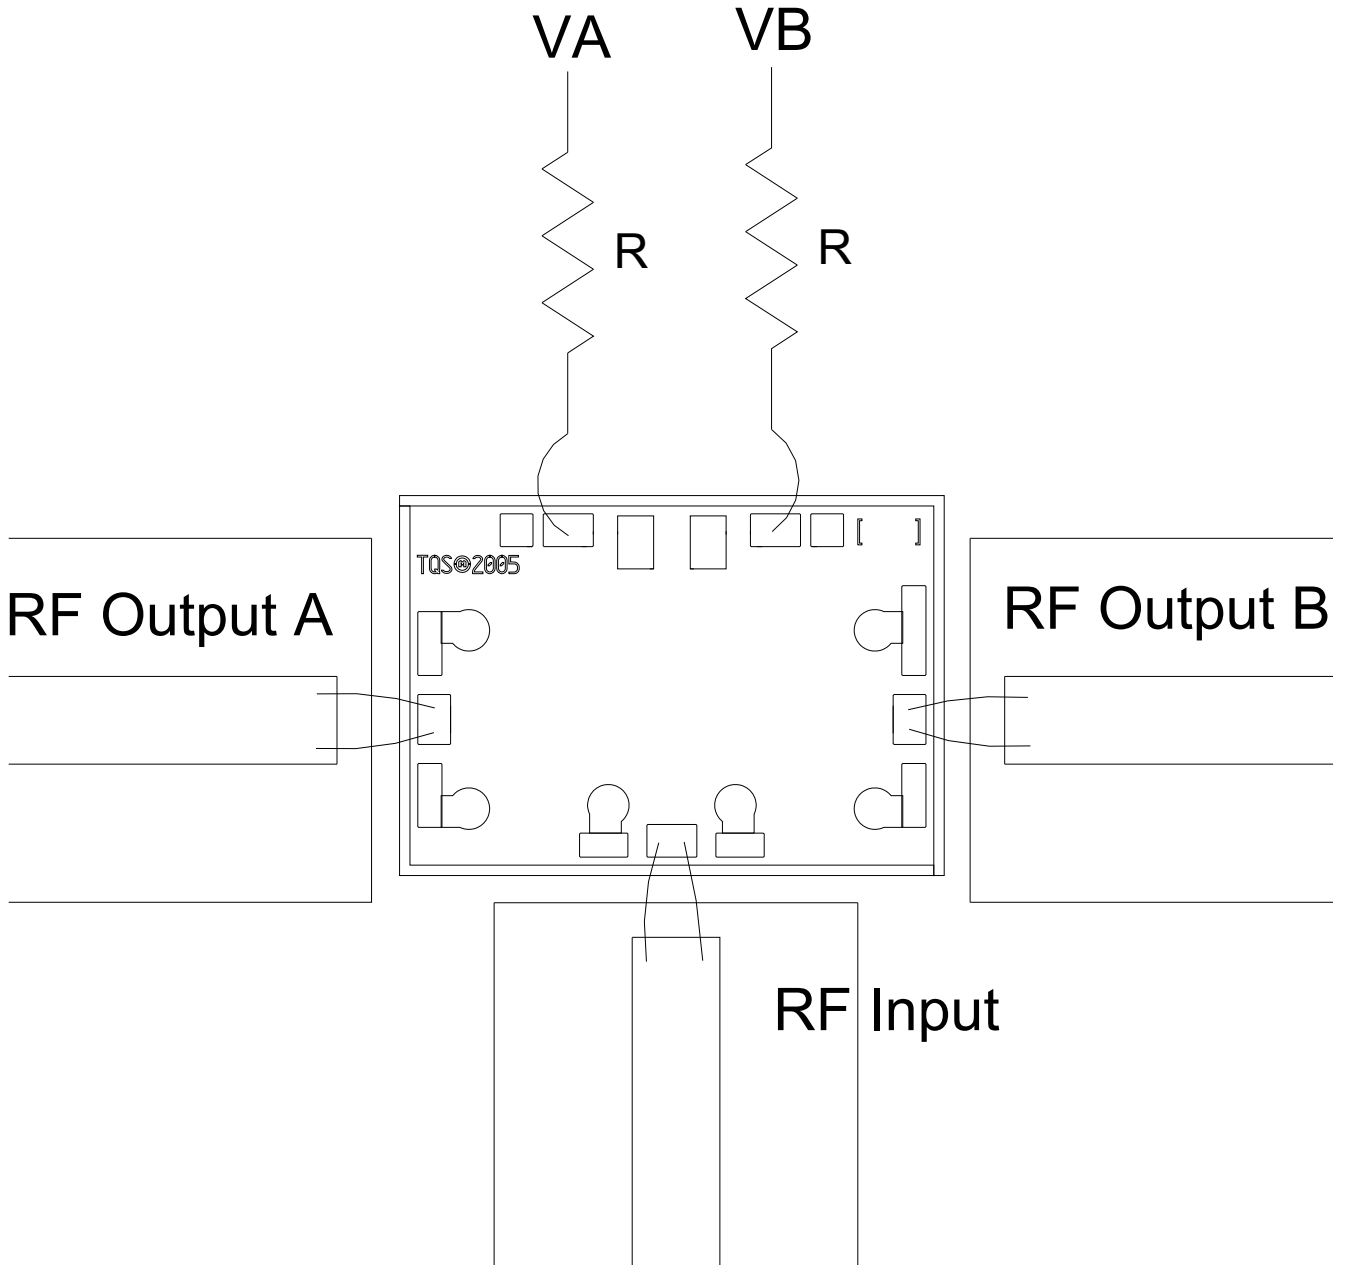 VA
VB
R
R
[ ]
TQS®2005
RF Output A
RF Output B
RF Input